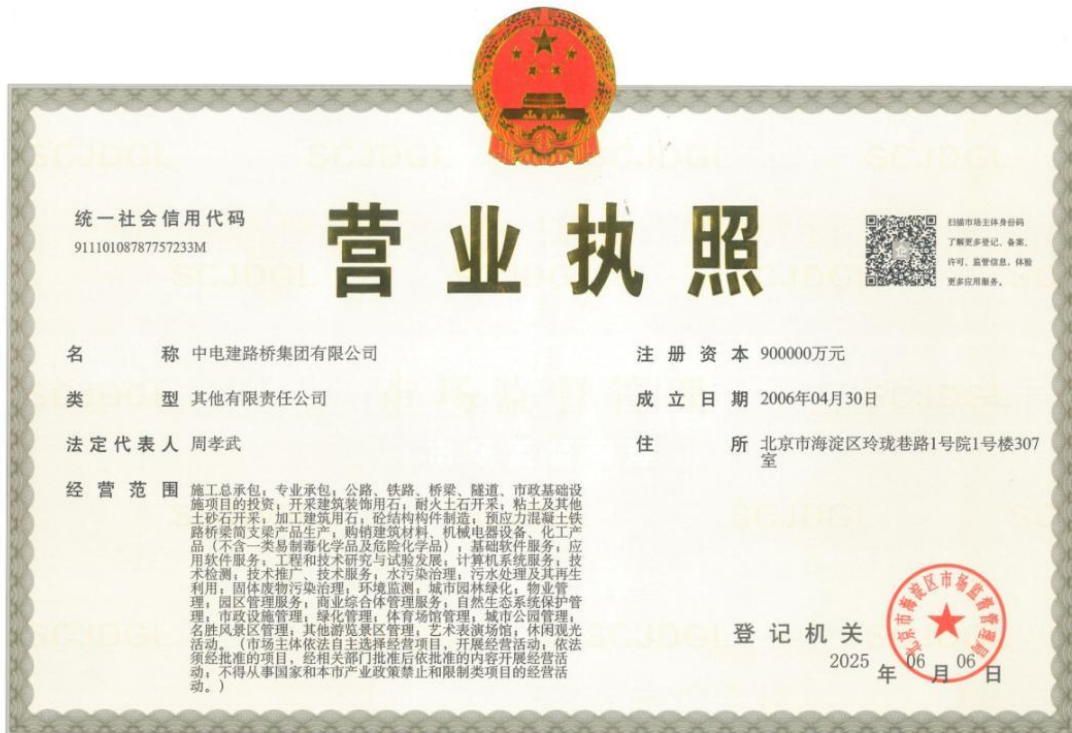 统一社会信用代码
91110108787757233M
营业执照
扫描市场主体身份码
了解更多登记、备案、
许可、监管信息，体验
更多应用服务。
名称 中电建路桥集团有限公司
类型 其他有限责任公司
法定代表人 周孝武
经营范围 施工总承包；专业承包；公路、铁路、桥梁、隧道、市政基础设
施项目的投资；开采建筑装饰用石；耐火土石开采；粘土及其他
土砂石开采；加工建筑用石；砼结构构件制造；预应力混凝土铁
路桥梁简支梁产品生产；购销建筑材料、机械电器设备、化工产
品（不含一类易制毒化学品及危险化学品）；基础软件服务；应
用软件服务；工程和技术研究与试验发展；计算机系统服务；技
术检测；技术推广、技术服务；水污染治理；污水处理及其再生
利用；固体废物污染治理；环境监测；城市园林绿化；物业管
理；园区管理服务；商业综合体管理服务；自然生态系统保护管
理；市政设施管理；绿化管理；体育场馆管理；城市公园管理；
名胜风景区管理；其他游览景区管理；艺术表演场馆；休闲观光
活动。（市场主体依法自主选择经营项目，开展经营活动；依法
须经批准的项目，经相关部门批准后依批准的内容开展经营活
动；不得从事国家和本市产业政策禁止和限制类项目的经营活
动。）
注册资本 900000万元
成立日期 2006年04月30日
住所 北京市海淀区玲珑巷路1号院1号楼307
室
登记机关
北京市海淀区市场监督管理局
2025年06月06日
SCJDGL